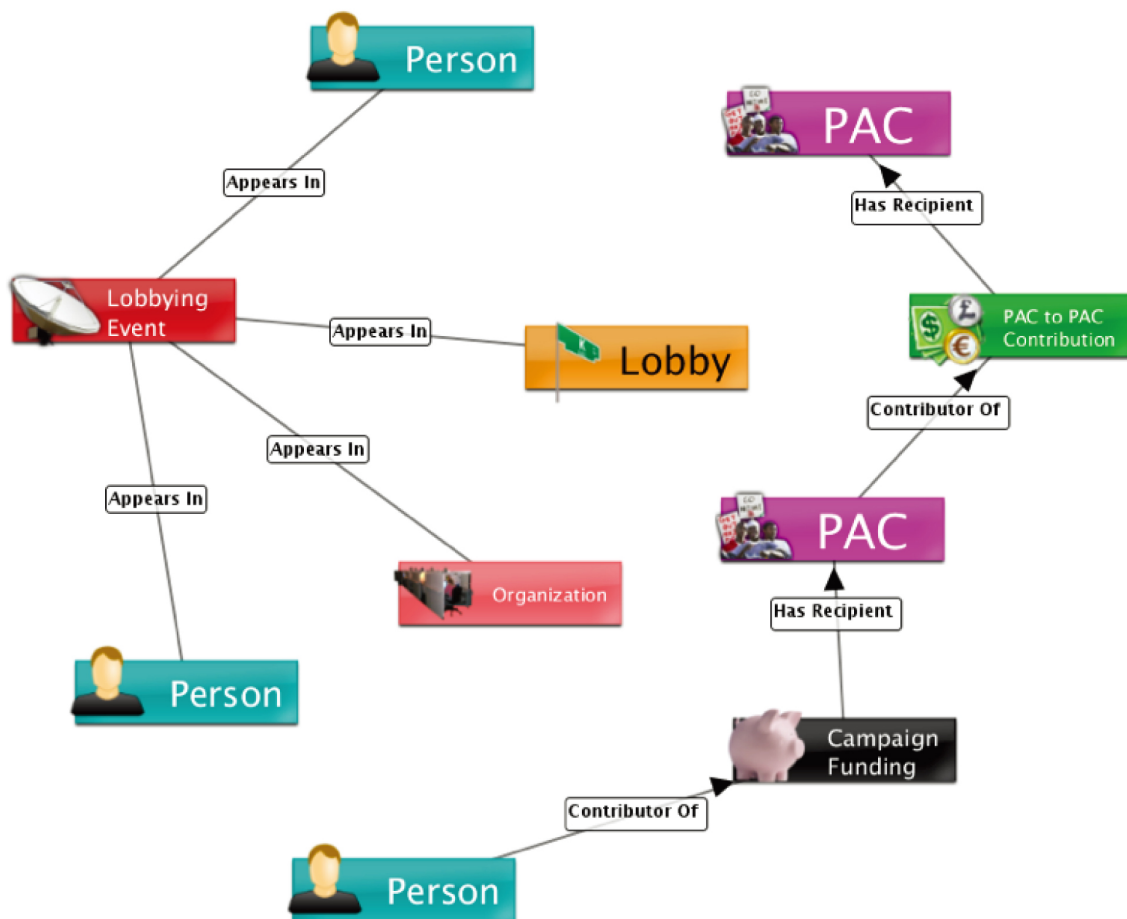 Person
PAC
Appears In
Has Recipient
Lobbying
Event
PAC to PAC
Contribution
Appears In
Lobby
Contributor Of
Appears In
Appears In
PAC
Organization
Has Recipient
Person
Campaign
Funding
Contributor Of
Person